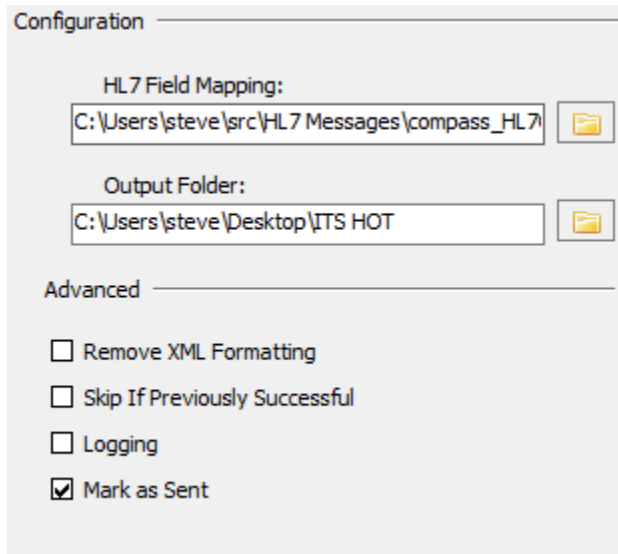 Configuration
HL7 Field Mapping:
C:\Users\steve\src\HL7 Messages\compass_HL7
Output Folder:
C:\Users\steve\Desktop\ITS HOT
Advanced
Remove XML Formatting
Skip If Previously Successful
Logging
Mark as Sent